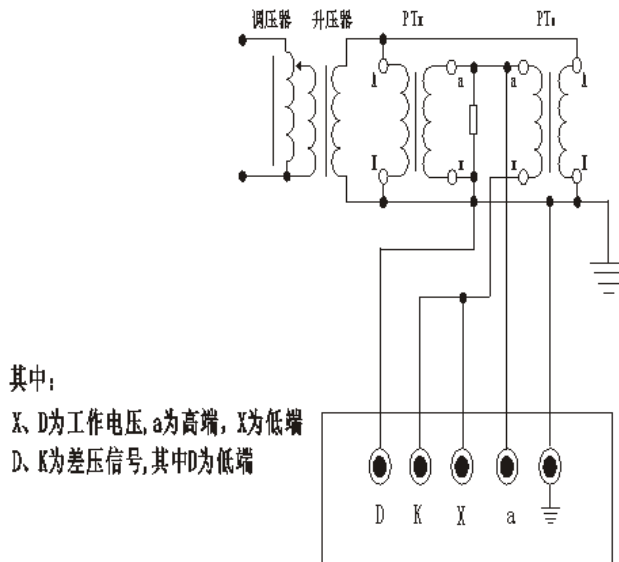 调压器 升压器 PTx PT₀
A a a A
X x x X
其中:
X、D为工作电压,a为高端，X为低端
D、K为差压信号,其中D为低端
D K X a